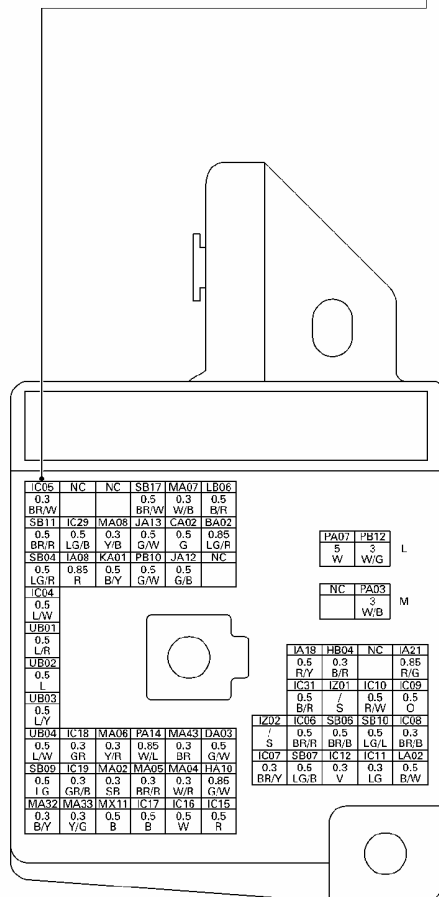 IC05 NC NC SB17 MA07 LB06
0.3 0.5 0.3 0.5
BR/W BR/W W/B B/R
SB11 IC29 MA08 JA13 CA02 BA02
0.5 0.5 0.3 0.5 0.5 0.85
BR/R LG/B Y/B G/W G LG/R
SB04 IA08 KA01 PB10 JA12 NC
0.5 0.85 0.5 0.5 0.5
LG/R R B/Y G/W G/B
IC04
0.5
L/W
UB01
0.5
L/R
UB02
0.5
L
UB03
0.5
L/Y
UB04 IC18 MA06 PA14 MA43 DA03
0.5 0.3 0.3 0.85 0.3 0.5
L/W GR Y/R W/L BR G/W
SB09 IC19 MA02 MA05 MA04 HA10
0.5 0.3 0.3 0.3 0.3 0.85
LG GR/B SB BR/R W/R G/W
MA32 MA33 MX11 IC17 IC16 IC15
0.3 0.3 0.5 0.5 0.5 0.5
B/Y Y/G B B W R
PA07 PB12
5 3 L
W W/G
NC PA03
3 M
W/B
IA18 HB04 NC IA21
0.5 0.3 0.85
R/Y B/R R/G
IC31 IZ01 IC10 IC09
0.5 / 0.5 0.5
B/R S R/W O
IZ02 IC06 SB06 SB10 IC08
/ 0.5 0.5 0.5 0.3
S BR/R BR/B LG/L BR/B
IC07 SB07 IC12 IC11 LA02
0.3 0.5 0.3 0.3 0.5
BR/Y LG/B V LG B/W